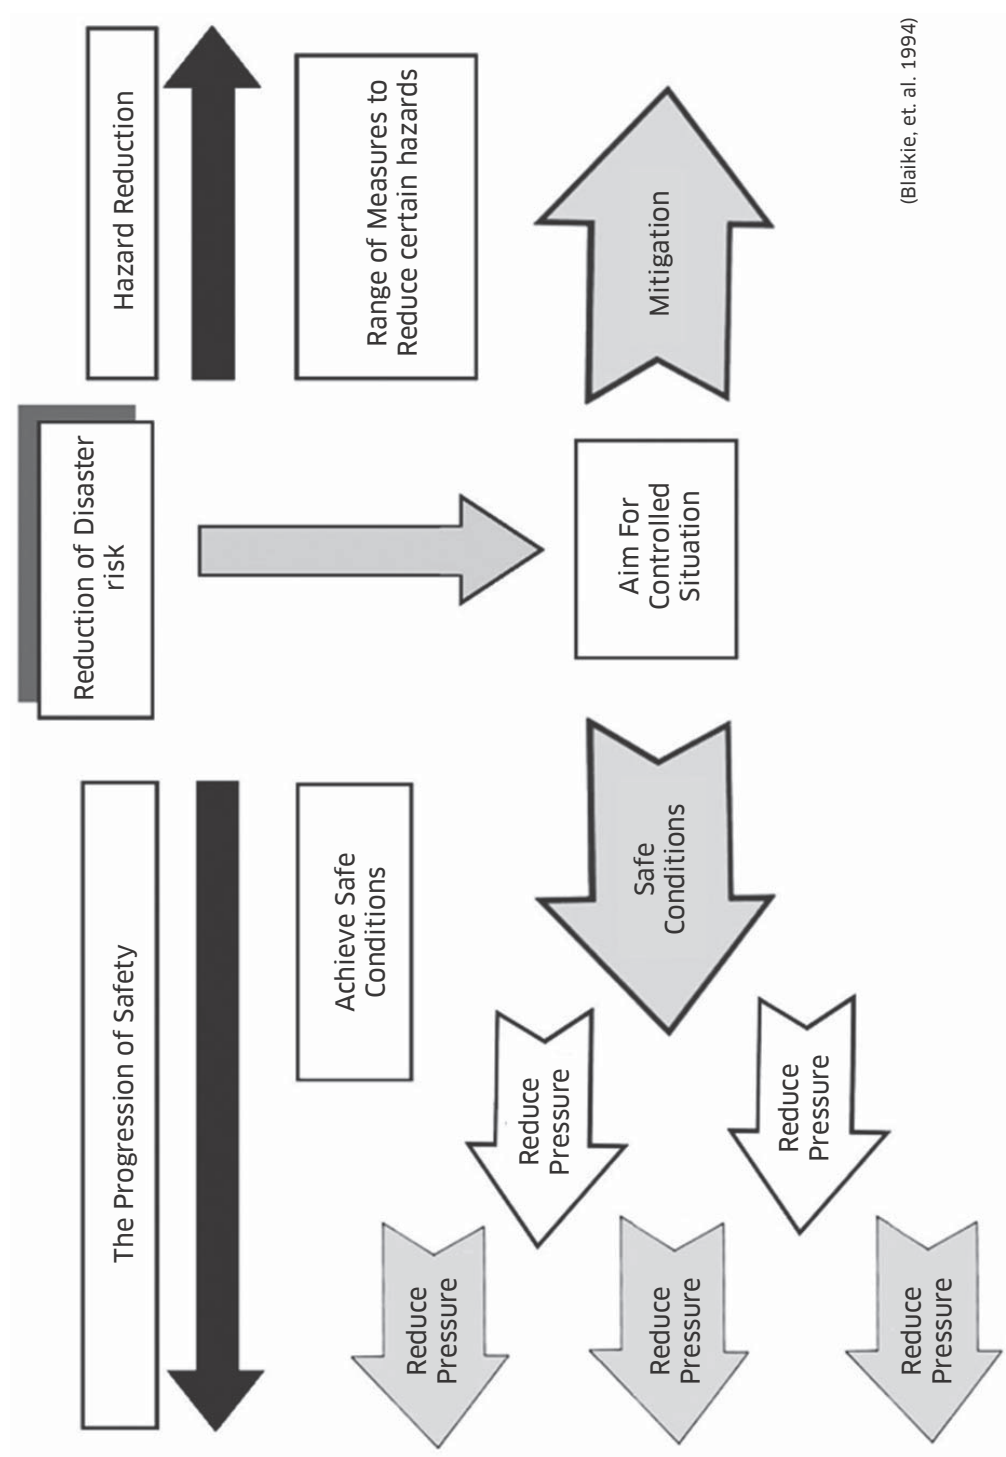 The Progression of Safety
Reduction of Disaster
risk
Hazard Reduction
Achieve Safe
Conditions
Range of Measures to
Reduce certain hazards
Reduce
Pressure
Reduce
Pressure
Safe
Conditions
Aim For
Controlled
Situation
Mitigation
Reduce
Pressure
Reduce
Pressure
Reduce
Pressure
(Blaikie, et. al. 1994)